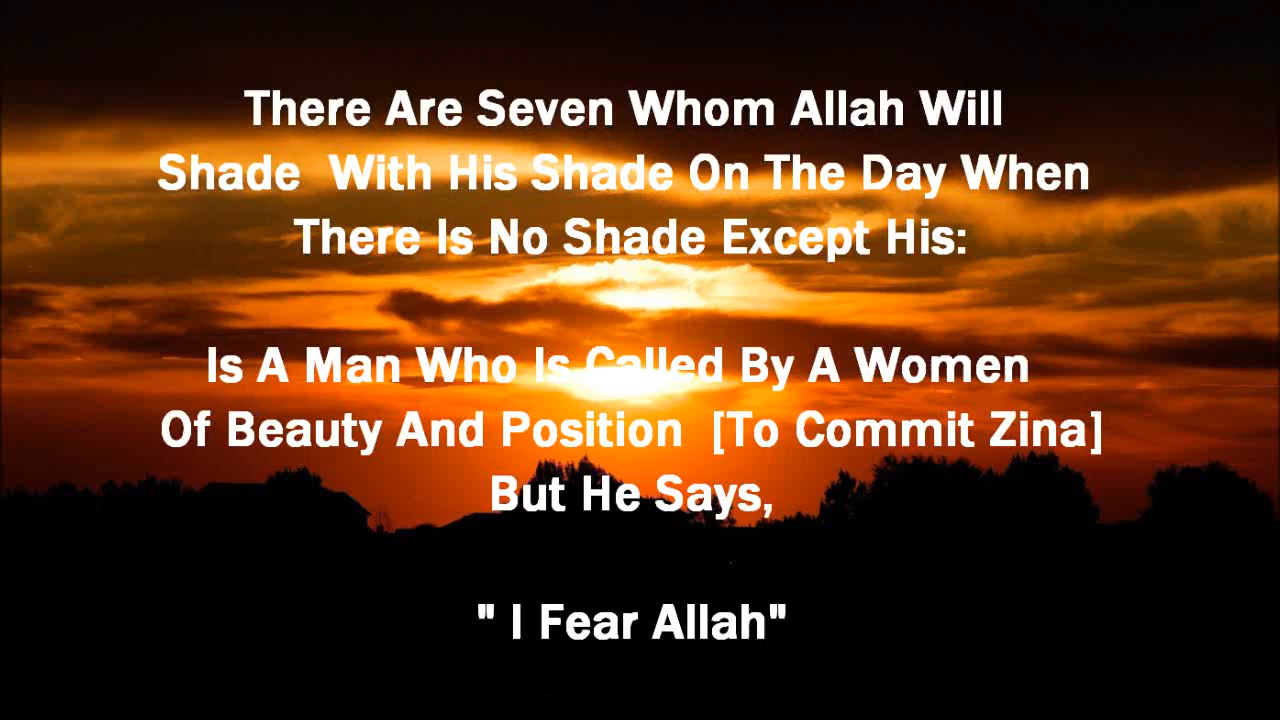 There Are Seven Whom Allah Will
Shade With His Shade On The Day When
There Is No Shade Except His:
Is A Man Who Is Called By A Women
Of Beauty And Position [To Commit Zina]
But He Says,
" I Fear Allah"